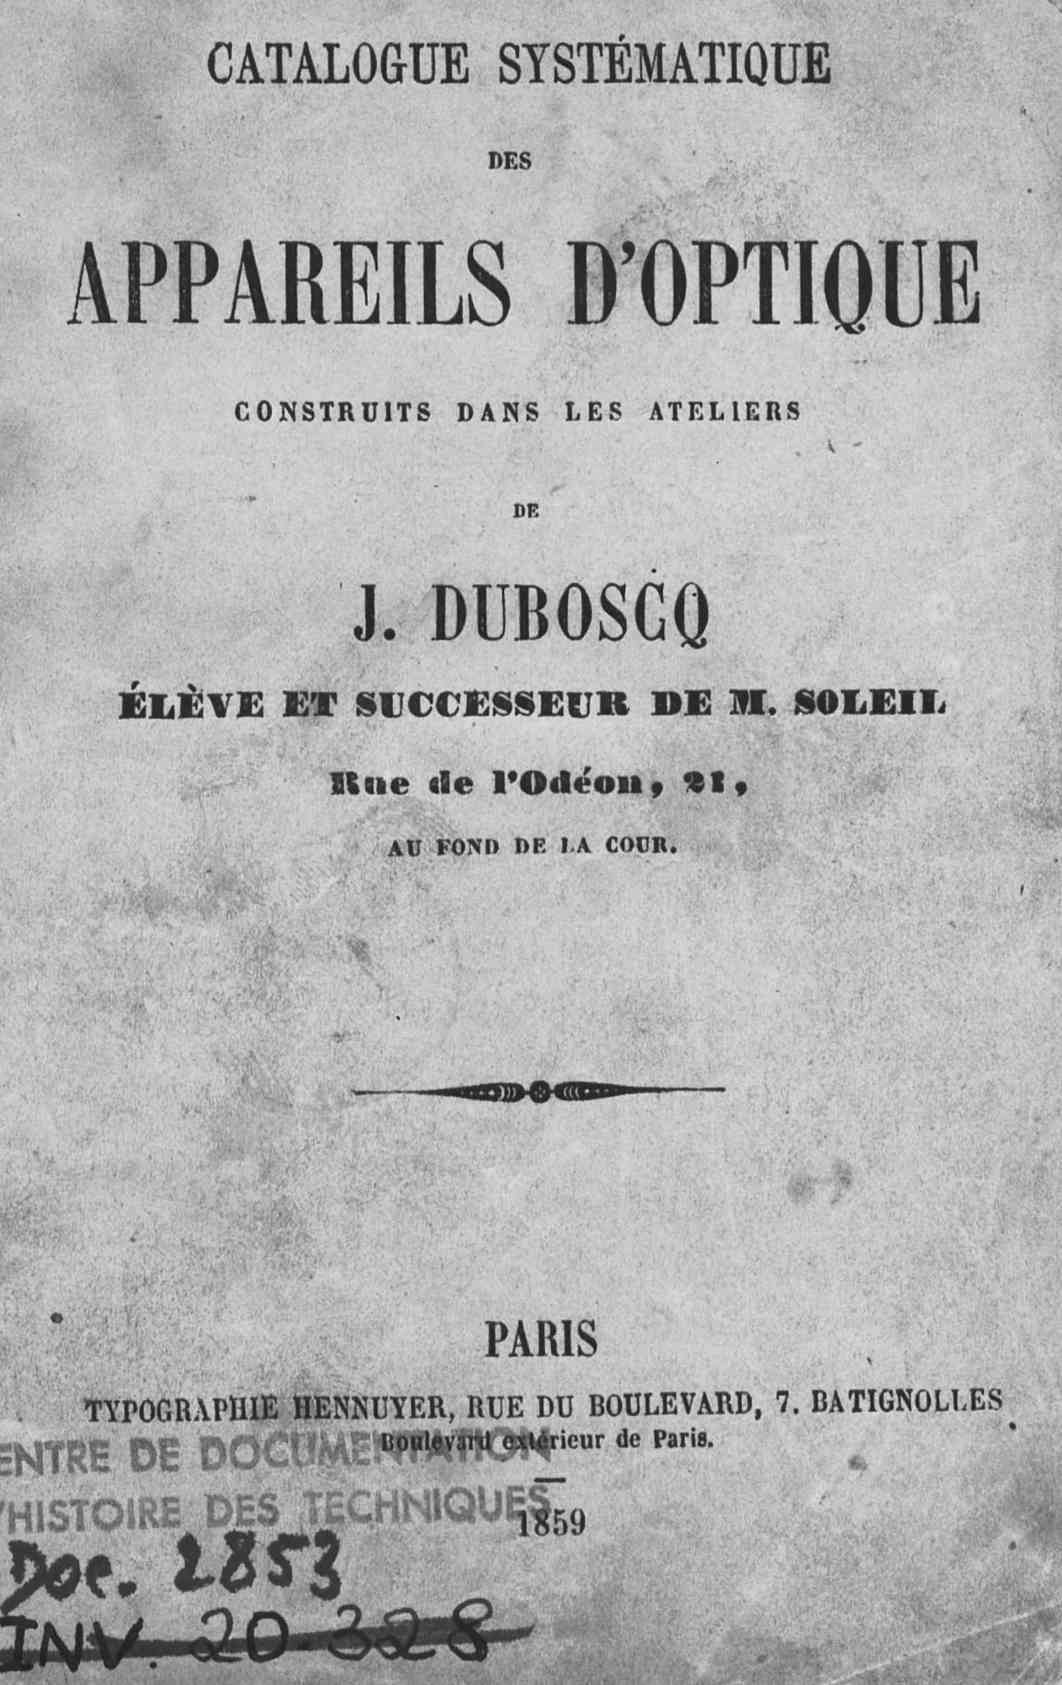 CATALOGUE SYSTÉMATIQUE
DES
APPAREILS D'OPTIQUE
CONSTRUITS DANS LES ATELIERS
DE
J. DUBOSCQ
ÉLÈVE ET SUCCESSEUR DE M. SOLEIL
Rue de l'Odéon, 21,
AU FOND DE LA COUR.
PARIS
TYPOGRAPHIE HENNUYER, RUE DU BOULEVARD, 7. BATIGNOLLES
Boulevard extérieur de Paris.
ENTRE DE DOCUMENTATION
'HISTOIRE DES TECHNIQUES
1859
Doc. 2853
INV. 20.328